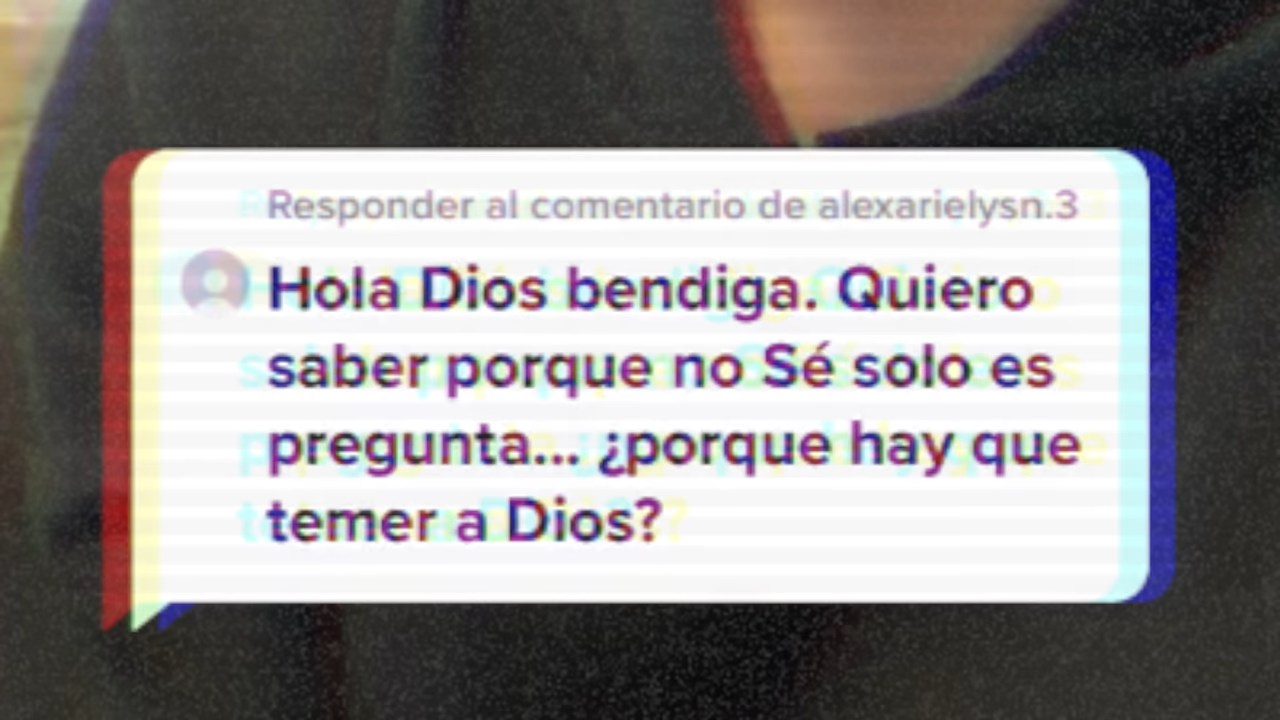 Responder al comentario de alexarielysn.3
Hola Dios bendiga. Quiero
saber porque no Sé solo es
pregunta... ¿porque hay que
temer a Dios?